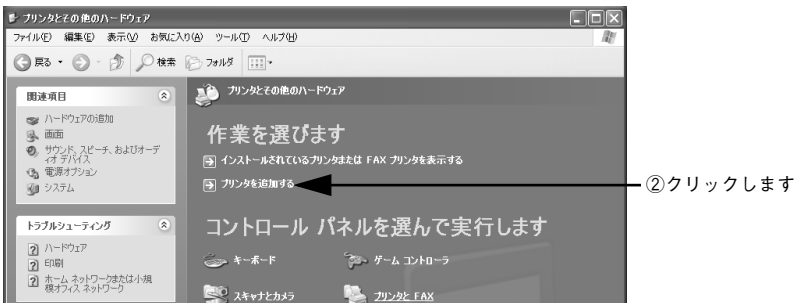 プリンタとその他のハードウェア
ファイル(F) 編集(E) 表示(V) お気に入り(A) ツール(T) ヘルプ(H)
戻る 検索 フォルダ
関連項目
ハードウェアの追加
画面
サウンド、スピーチ、およびオーデ
ィオ デバイス
電源オプション
システム
トラブルシューティング
ハードウェア
印刷
ホーム ネットワークまたは小規
模オフィス ネットワーク
プリンタとその他のハードウェア
作業を選びます
インストールされているプリンタまたは FAX プリンタを表示する
プリンタを追加する
②クリックします
コントロール パネルを選んで実行します
キーボード ゲーム コントローラ
スキャナとカメラ プリンタと FAX